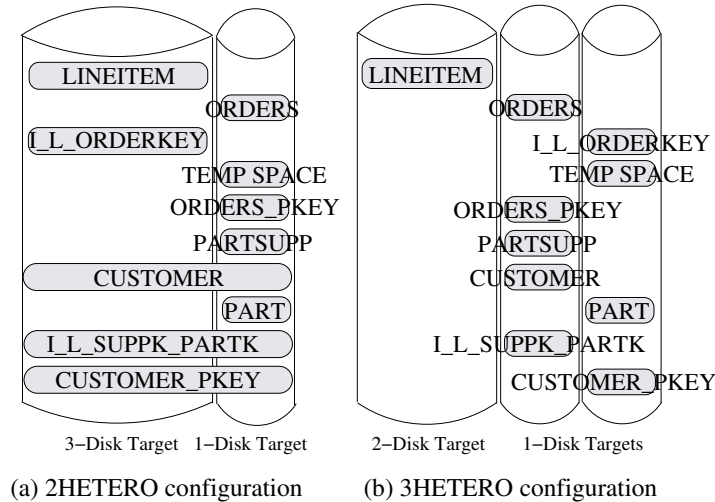 LINEITEM
ORDERS
I_L_ORDERKEY
TEMP SPACE
ORDERS_PKEY
PARTSUPP
CUSTOMER
PART
I_L_SUPPK_PARTK
CUSTOMER_PKEY
3−Disk Target 1−Disk Target
(a) 2HETERO configuration
LINEITEM
ORDERS
I_L_ORDERKEY
TEMP SPACE
ORDERS_PKEY
PARTSUPP
CUSTOMER
PART
I_L_SUPPK_PARTK
CUSTOMER_PKEY
2−Disk Target 1−Disk Targets
(b) 3HETERO configuration